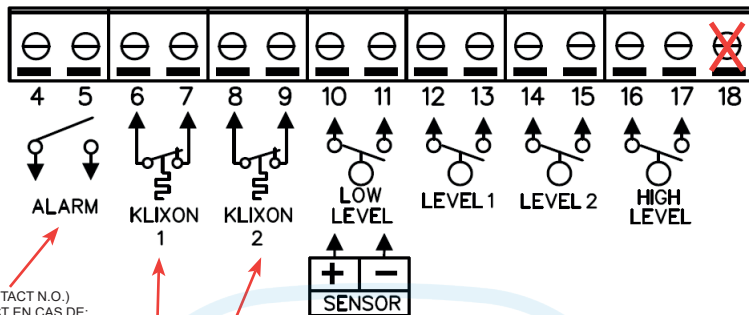 4 5 6 7 8 9 10 11 12 13 14 15 16 17 18
ALARM
KLIXON
1
KLIXON
2
LOW
LEVEL
LEVEL 1
LEVEL 2
HIGH
LEVEL
+ −
SENSOR
TACT N.O.)
CT EN CAS DE: